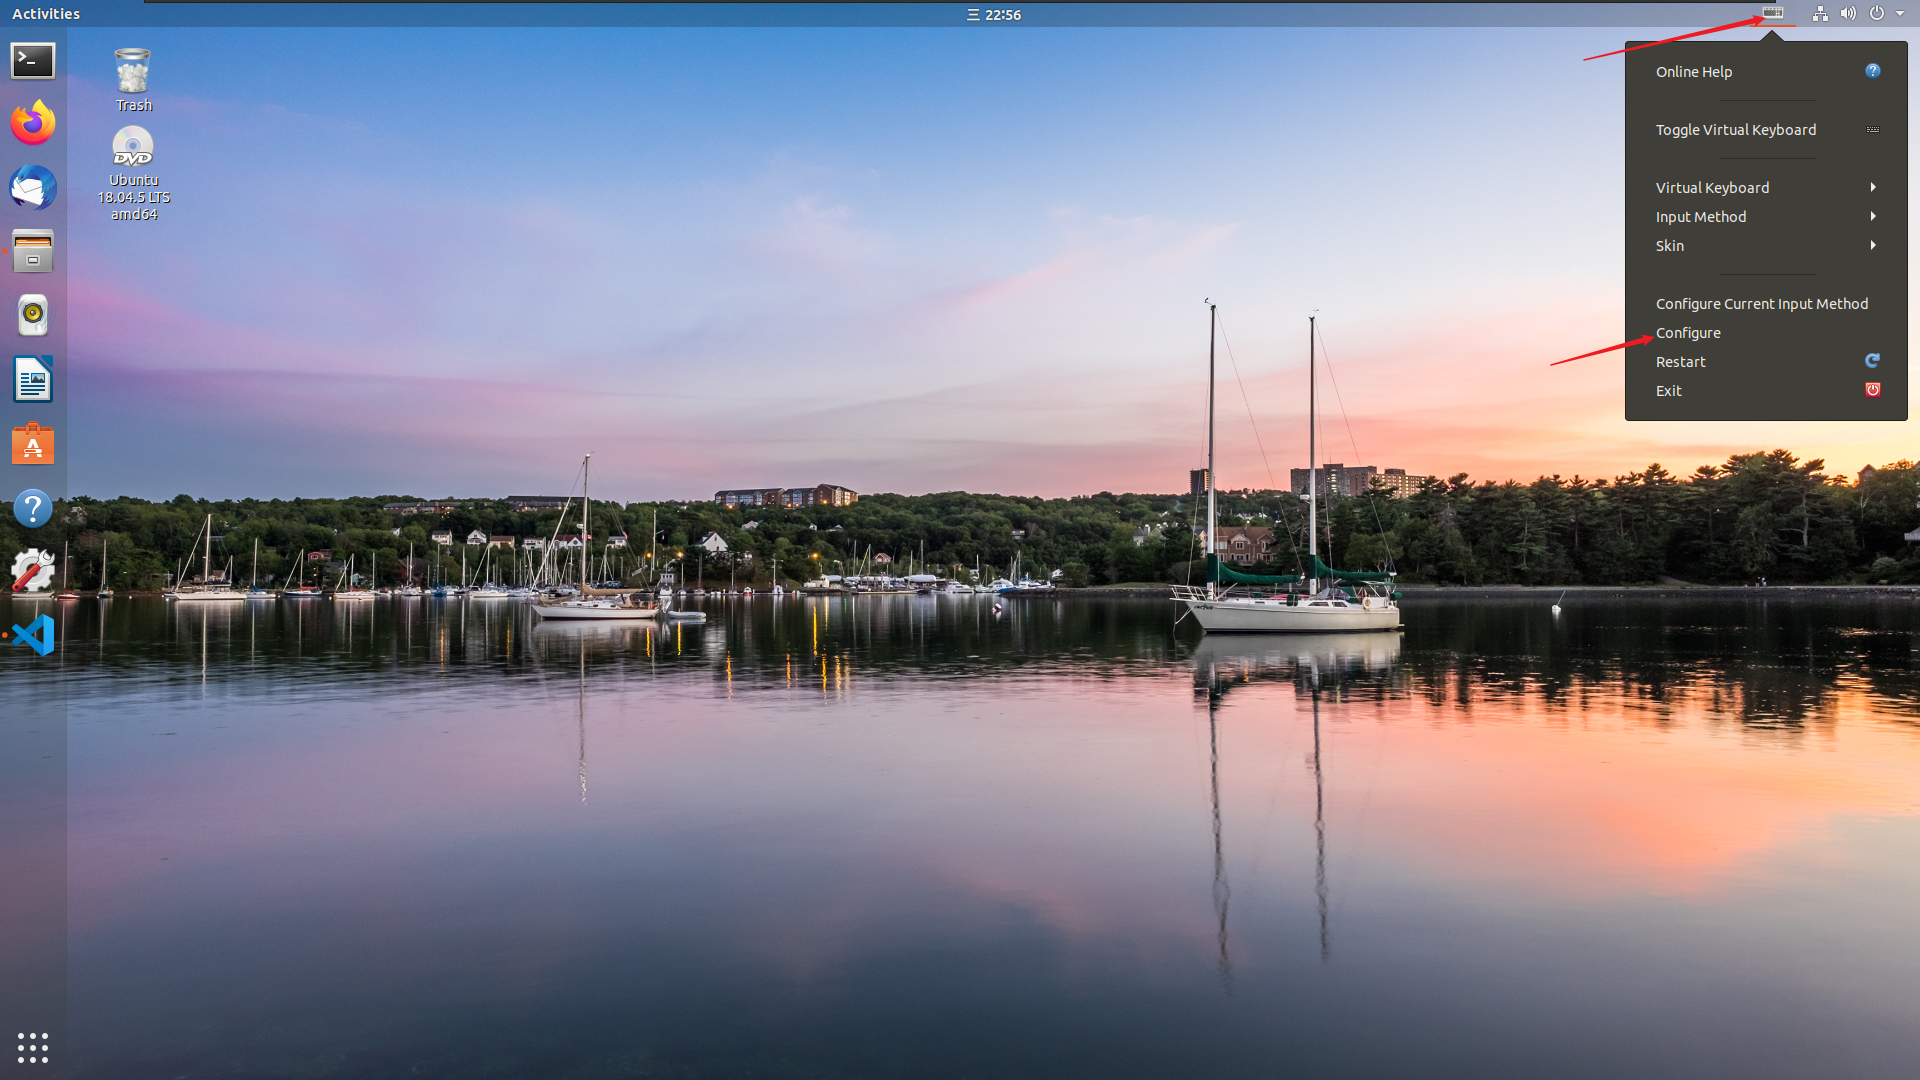 Activities
三 22:56
Trash
DVD
Ubuntu
18.04.5 LTS
amd64
Online Help
Toggle Virtual Keyboard
Virtual Keyboard
Input Method
Skin
Configure Current Input Method
Configure
Restart
Exit